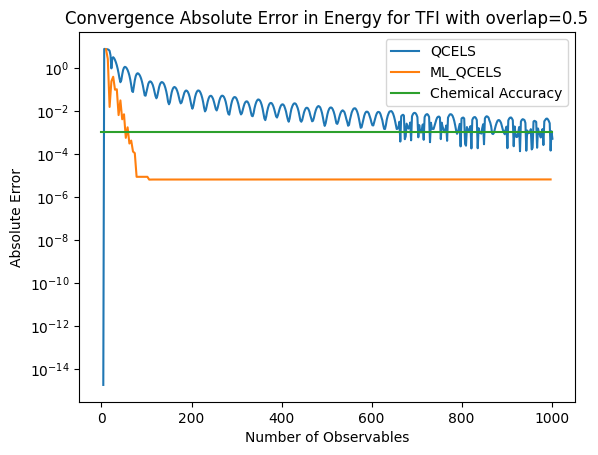 Convergence Absolute Error in Energy for TFI with overlap=0.5
QCELS
ML_QCELS
Chemical Accuracy
Absolute Error
10⁰
10⁻²
10⁻⁴
10⁻⁶
10⁻⁸
10⁻¹⁰
10⁻¹²
10⁻¹⁴
0 200 400 600 800 1000
Number of Observables